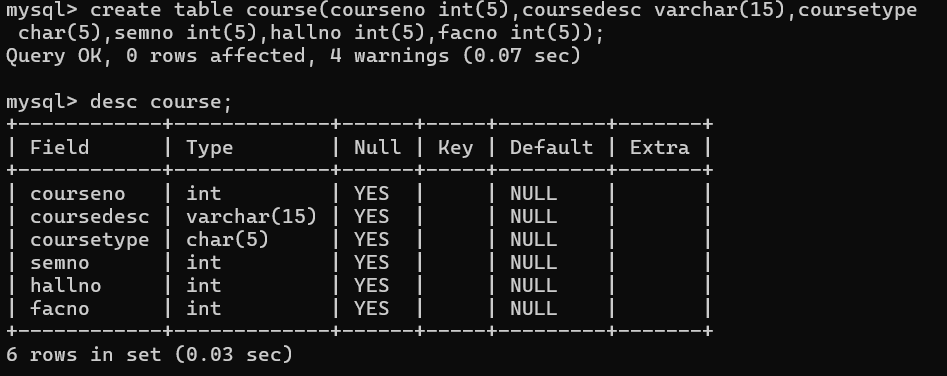 mysql> create table course(courseno int(5),coursedesc varchar(15),coursetype
 char(5),semno int(5),hallno int(5),facno int(5));
Query OK, 0 rows affected, 4 warnings (0.07 sec)

mysql> desc course;
+------------+-------------+------+-----+---------+-------+
| Field      | Type        | Null | Key | Default | Extra |
+------------+-------------+------+-----+---------+-------+
| courseno   | int         | YES  |     | NULL    |       |
| coursedesc | varchar(15) | YES  |     | NULL    |       |
| coursetype | char(5)     | YES  |     | NULL    |       |
| semno      | int         | YES  |     | NULL    |       |
| hallno     | int         | YES  |     | NULL    |       |
| facno      | int         | YES  |     | NULL    |       |
+------------+-------------+------+-----+---------+-------+
6 rows in set (0.03 sec)